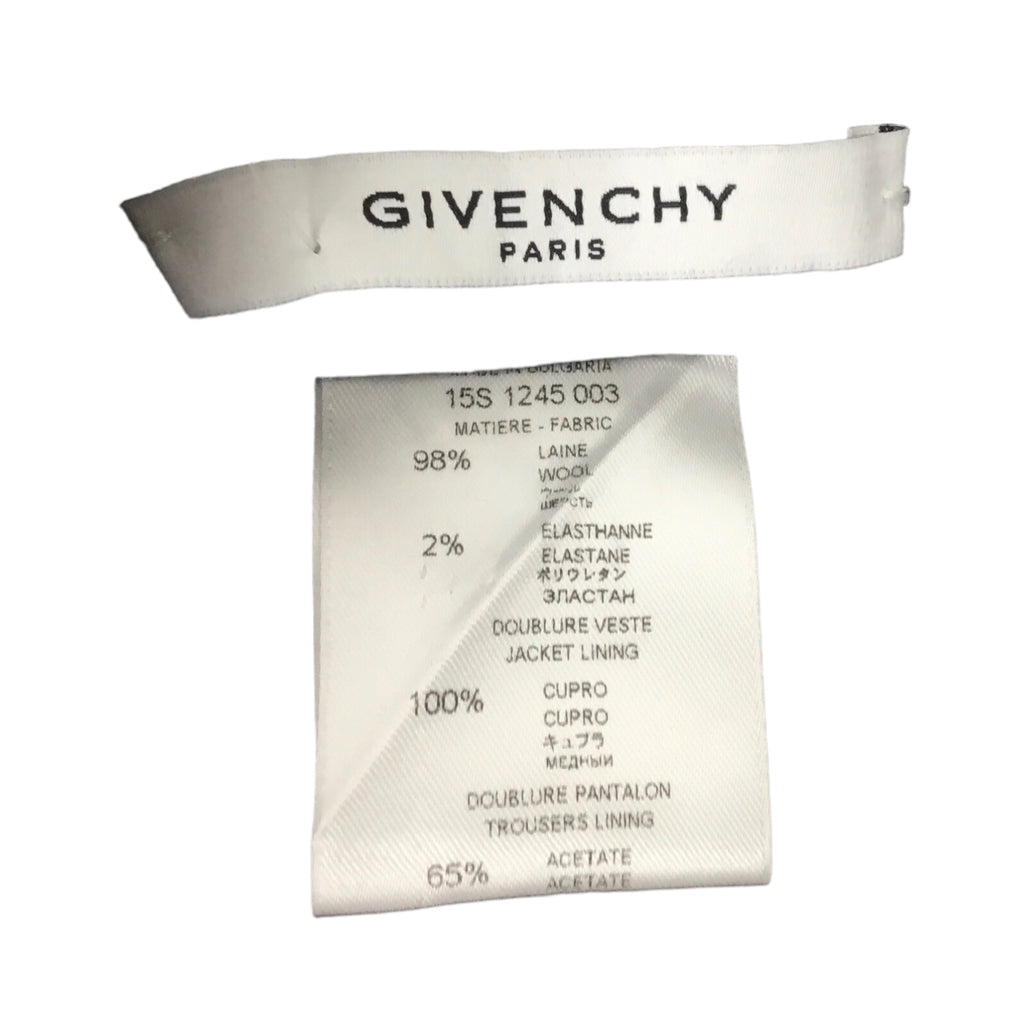 GIVENCHY
PARIS
BULGARIA
15S 1245 003
MATIERE - FABRIC
98% LAINE
WOOL
ШЕРСТЬ
2% ELASTHANNE
ELASTANE
ポリウレタン
ЭЛАСТАН
DOUBLURE VESTE
JACKET LINING
100% CUPRO
CUPRO
キュプラ
МЕДНЫЙ
DOUBLURE PANTALON
TROUSERS LINING
65% ACETATE
ACETATE